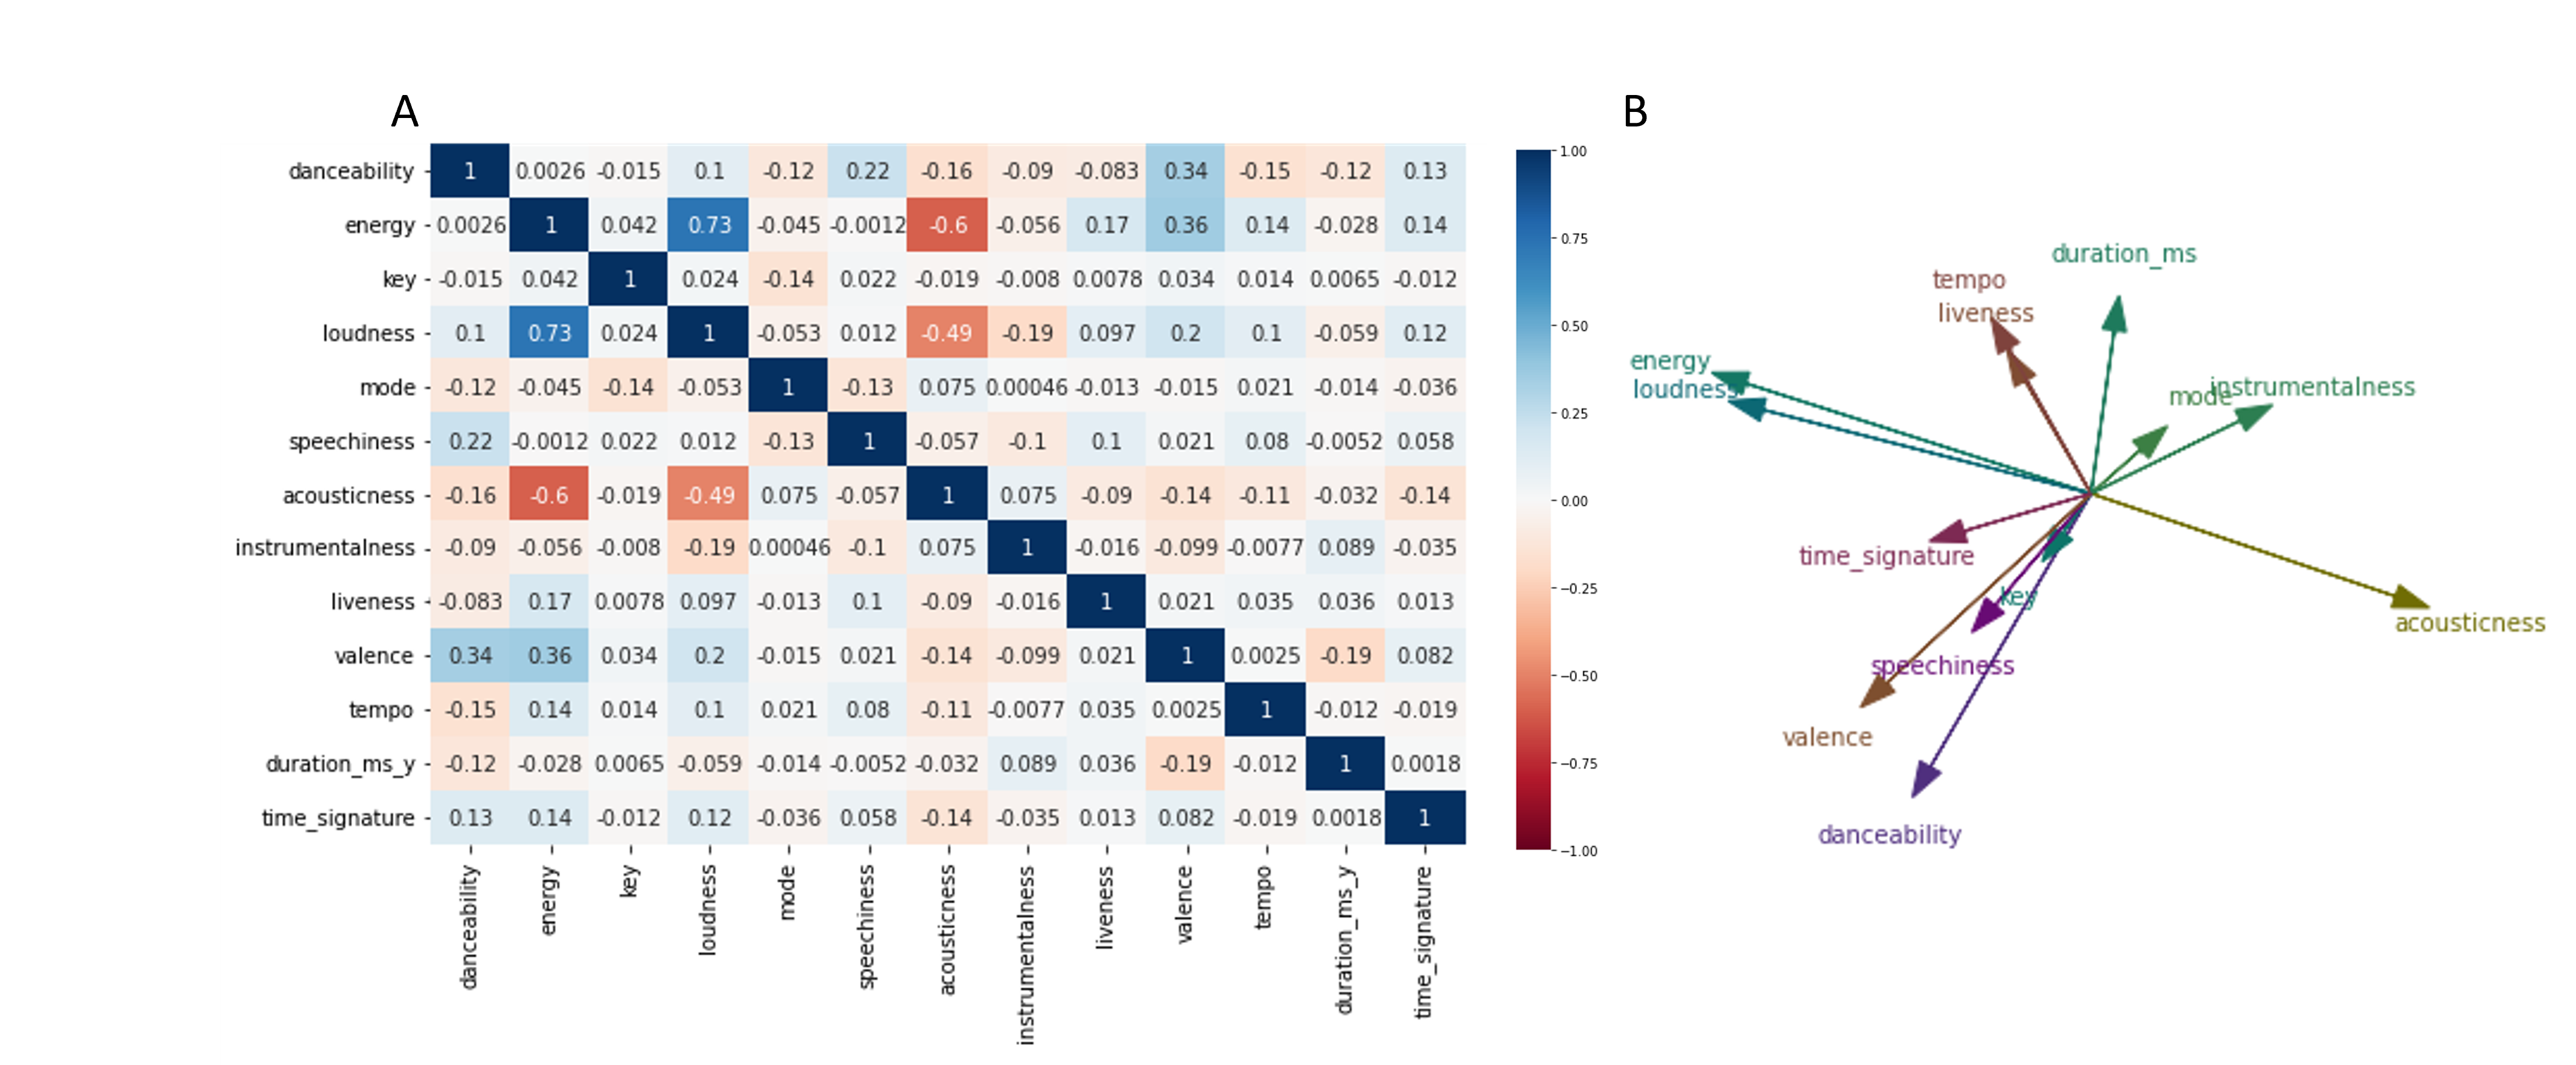 A
B
danceability 1 0.0026 -0.015 0.1 -0.12 0.22 -0.16 -0.09 -0.083 0.34 -0.15 -0.12 0.13
energy 0.0026 1 0.042 0.73 -0.045 -0.0012 -0.6 -0.056 0.17 0.36 0.14 -0.028 0.14
key -0.015 0.042 1 0.024 -0.14 0.022 -0.019 -0.008 0.0078 0.034 0.014 0.0065 -0.012
loudness 0.1 0.73 0.024 1 -0.053 0.012 -0.49 -0.19 0.097 0.2 0.1 -0.059 0.12
mode -0.12 -0.045 -0.14 -0.053 1 -0.13 0.075 0.00046 -0.013 -0.015 0.021 -0.014 -0.036
speechiness 0.22 -0.0012 0.022 0.012 -0.13 1 -0.057 -0.1 0.1 0.021 0.08 -0.0052 0.058
acousticness -0.16 -0.6 -0.019 -0.49 0.075 -0.057 1 0.075 -0.09 -0.14 -0.11 -0.032 -0.14
instrumentalness -0.09 -0.056 -0.008 -0.19 0.00046 -0.1 0.075 1 -0.016 -0.099 -0.0077 0.089 -0.035
liveness -0.083 0.17 0.0078 0.097 -0.013 0.1 -0.09 -0.016 1 0.021 0.035 0.036 0.013
valence 0.34 0.36 0.034 0.2 -0.015 0.021 -0.14 -0.099 0.021 1 0.0025 -0.19 0.082
tempo -0.15 0.14 0.014 0.1 0.021 0.08 -0.11 -0.0077 0.035 0.0025 1 -0.012 -0.019
duration_ms_y -0.12 -0.028 0.0065 -0.059 -0.014 -0.0052 -0.032 0.089 0.036 -0.19 -0.012 1 0.0018
time_signature 0.13 0.14 -0.012 0.12 -0.036 0.058 -0.14 -0.035 0.013 0.082 -0.019 0.0018 1
danceability
energy
key
loudness
mode
speechiness
acousticness
instrumentalness
liveness
valence
tempo
duration_ms_y
time_signature
1.00
0.75
0.50
0.25
0.00
−0.25
−0.50
−0.75
−1.00
duration_ms
tempo
liveness
energy
loudness
mode
instrumentalness
time_signature
key
acousticness
speechiness
valence
danceability